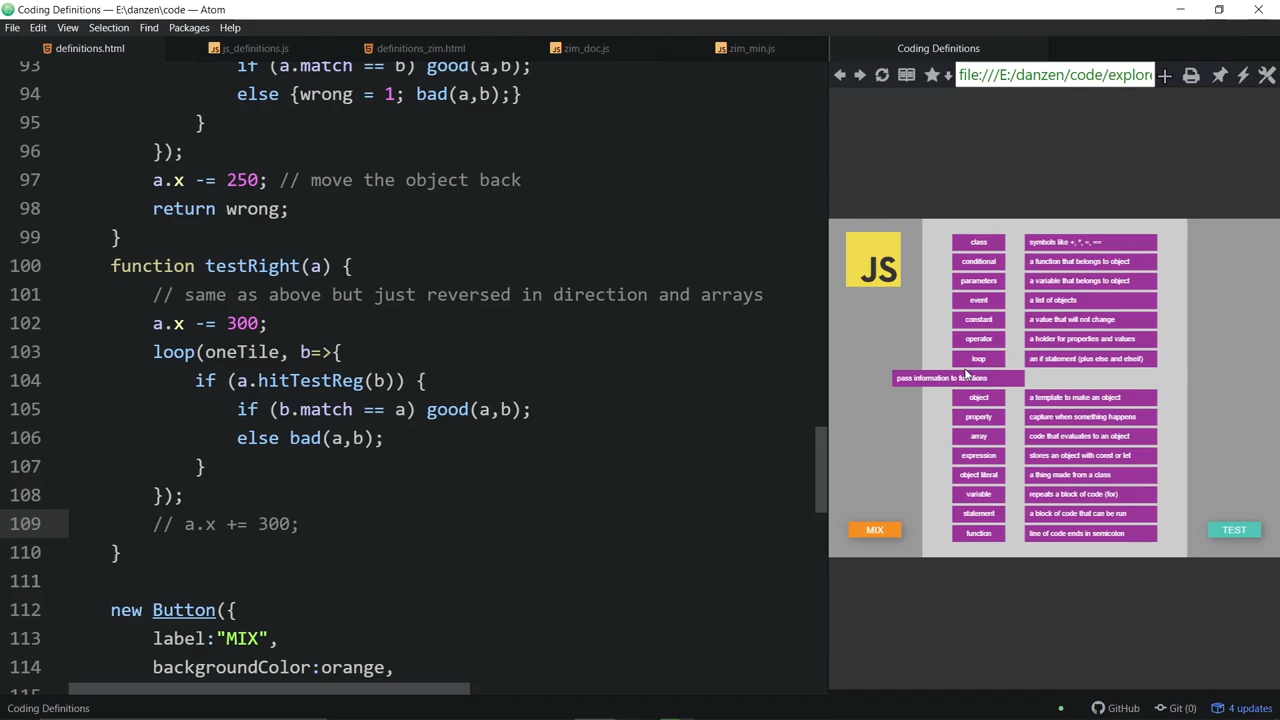 Coding Definitions — E:\danzen\code — Atom
File Edit View Selection Find Packages Help
definitions.html js_definitions.js definitions_zim.html zim_doc.js zim_min.js
93 if (a.match == b) good(a,b);
94 else {wrong = 1; bad(a,b);}
95 }
96 });
97 a.x -= 250; // move the object back
98 return wrong;
99 }
100 function testRight(a) {
101 // same as above but just reversed in direction and arrays
102 a.x -= 300;
103 loop(oneTile, b=>{
104 if (a.hitTestReg(b)) {
105 if (b.match == a) good(a,b);
106 else bad(a,b);
107 }
108 });
109 // a.x += 300;
110 }
111
112 new Button({
113 label:"MIX",
114 backgroundColor:orange,
115
Coding Definitions
file:///E:/danzen/code/explore
JS
class symbols like +, *, =, ==
conditional a function that belongs to object
parameters a variable that belongs to object
event a list of objects
constant a value that will not change
operator a holder for properties and values
loop an if statement (plus else and elseif)
pass information to functions
object a template to make an object
property capture when something happens
array code that evaluates to an object
expression stores an object with const or let
object literal a thing made from a class
variable repeats a block of code (for)
statement a block of code that can be run
function line of code ends in semicolon
MIX
TEST
Coding Definitions
GitHub Git (0) 4 updates